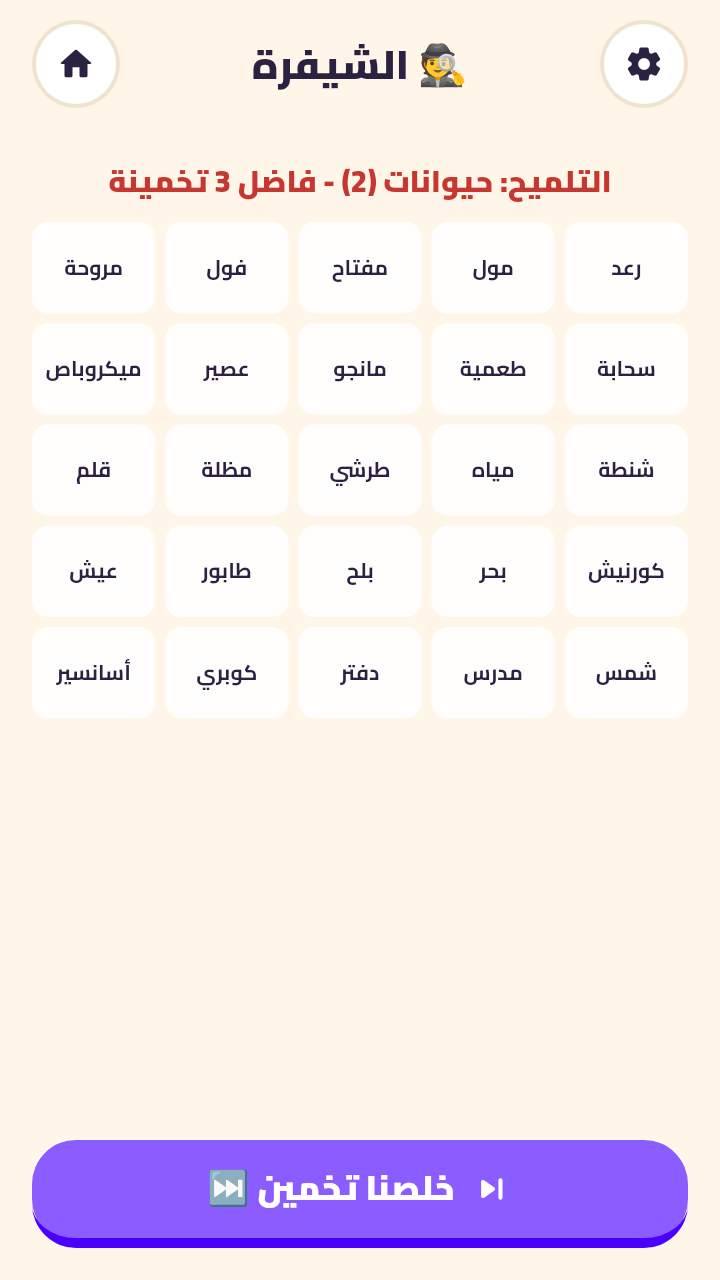 الشيفرة 🕵️
التلميح: حيوانات (2) - فاضل 3 تخمينة
رعد مول مفتاح فول مروحة
سحابة طعمية مانجو عصير ميكروباص
شنطة مياه طرشي مظلة قلم
كورنيش بحر بلح طابور عيش
شمس مدرس دفتر كوبري أسانسير
خلصنا تخمين ⏭️